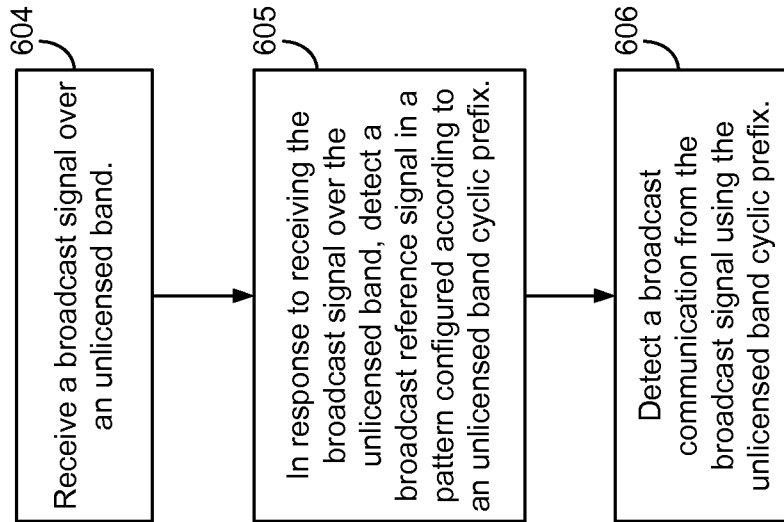 604
Receive a broadcast signal over
an unlicensed band.
605
In response to receiving the
broadcast signal over the
unlicensed band, detect a
broadcast reference signal in a
pattern configured according to
an unlicensed band cyclic prefix.
606
Detect a broadcast
communication from the
broadcast signal using the
unlicensed band cyclic prefix.